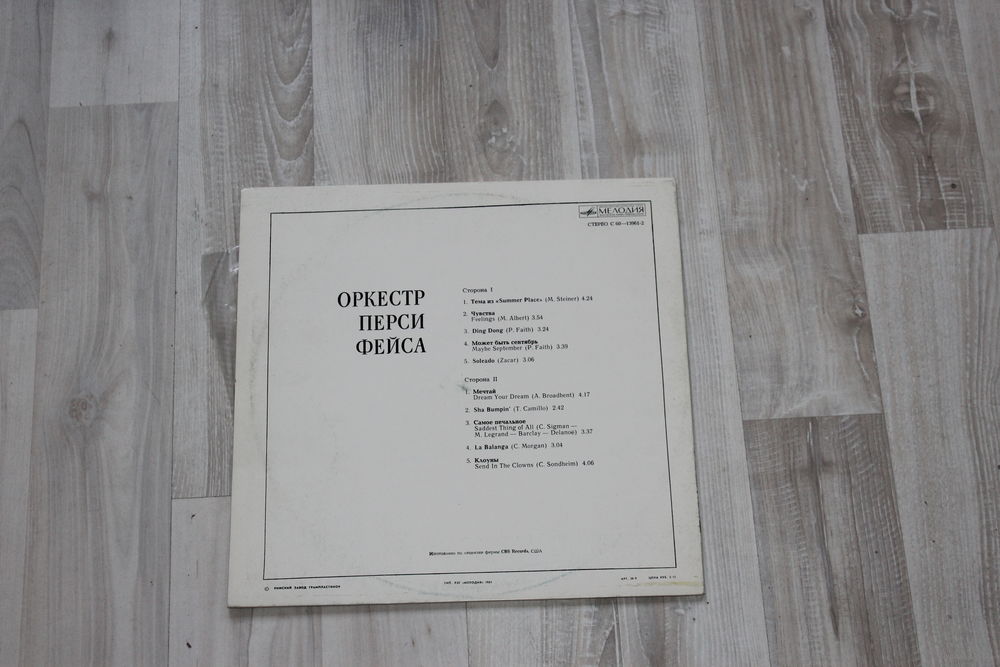 МЕЛОДИЯ
СТЕРЕО С 60—13961-2
ОРКЕСТР
ПЕРСИ
ФЕЙСА
Сторона I
1. Тема из «Summer Place» (M. Steiner) 4.24
2. Чувства
Feelings (M. Albert) 3.54
3. Ding Dong (P. Faith) 3.24
4. Может быть сентябрь
Maybe September (P. Faith) 3.39
5. Soleado (Zacar) 3.06
Сторона II
1. Мечтай
Dream Your Dream (A. Broadbent) 4.17
2. Sha Bumpin' (T. Camillo) 2.42
3. Самое печальное
Saddest Thing of All (C. Sigman —
M. Legrand — Barclay — Delanoë) 3.37
4. La Balanga (C. Morgan) 3.04
5. Клоуны
Send In The Clowns (C. Sondheim) 4.06
Изготовлено по лицензии фирмы CBS Records, США
© РИЖСКИЙ ЗАВОД ГРАМПЛАСТИНОК